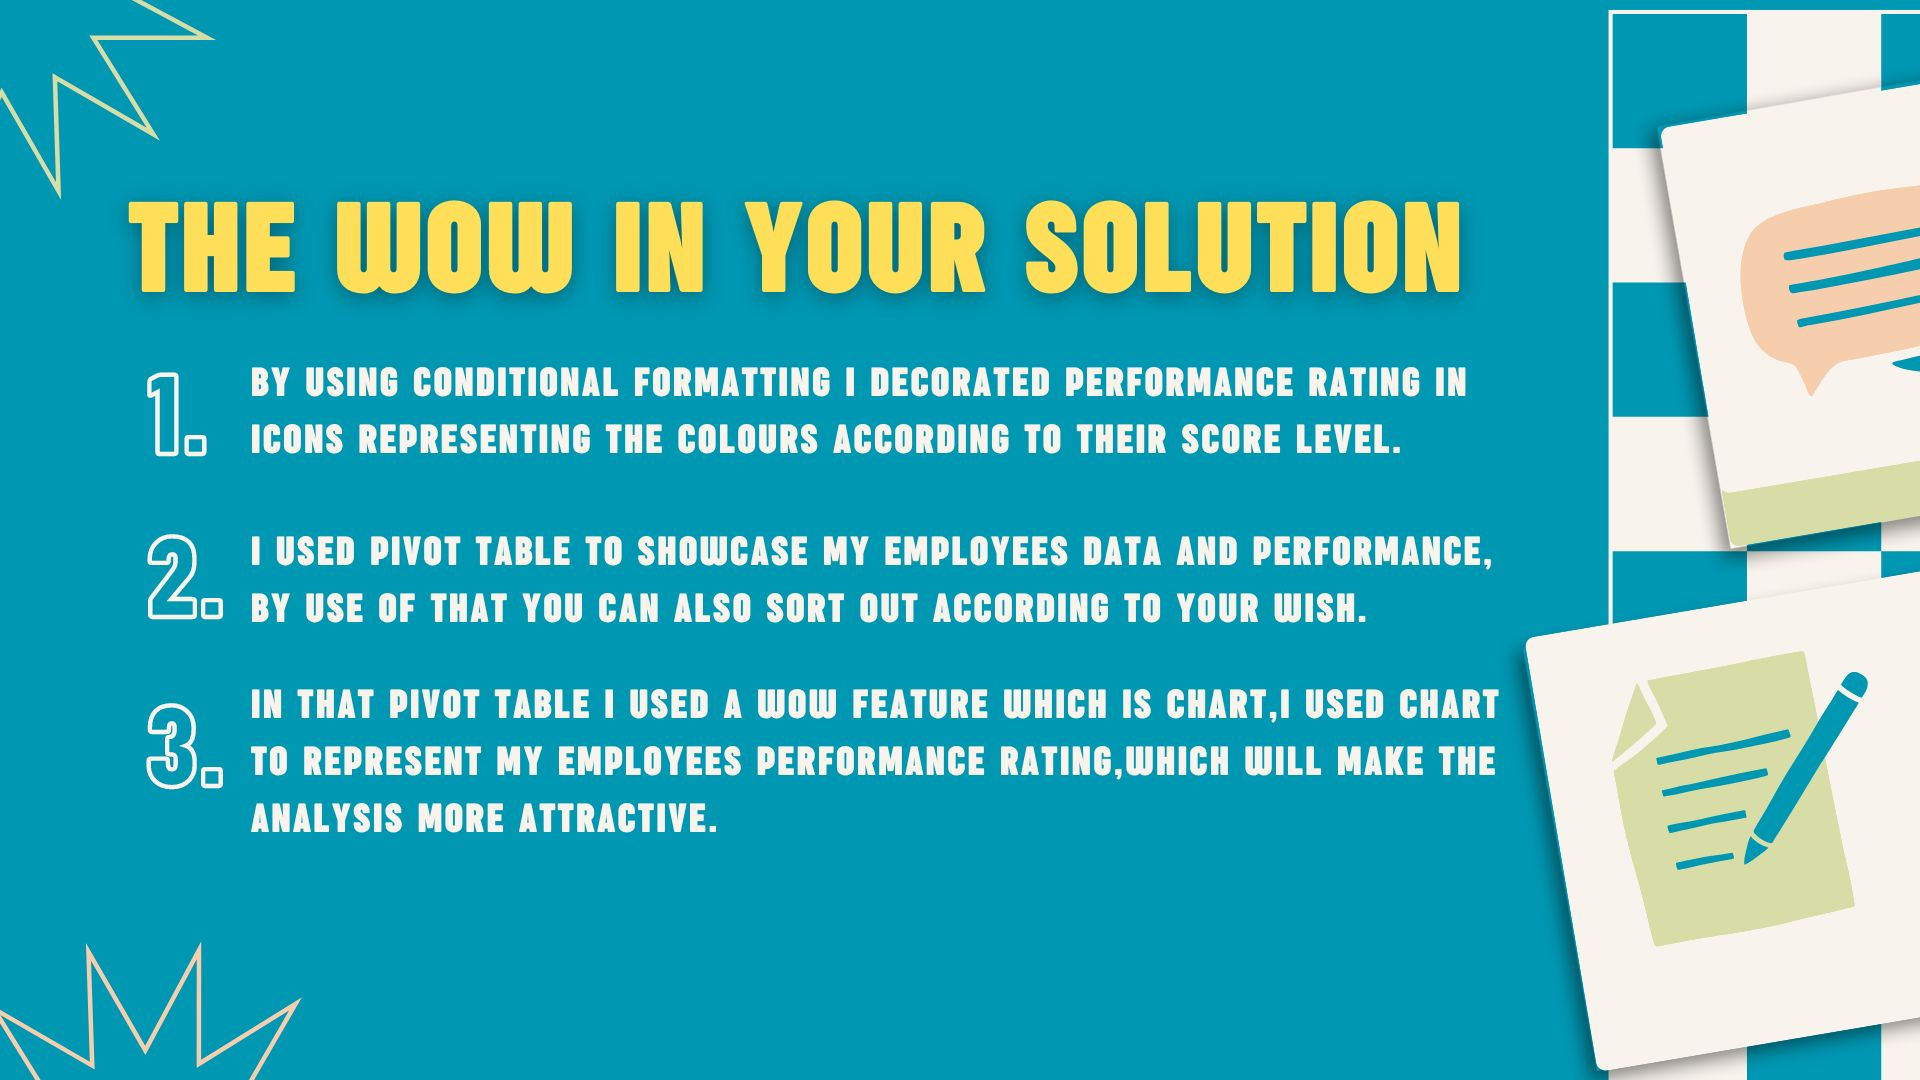 THE WOW IN YOUR SOLUTION
1. BY USING CONDITIONAL FORMATTING I DECORATED PERFORMANCE RATING IN
ICONS REPRESENTING THE COLOURS ACCORDING TO THEIR SCORE LEVEL.
2. I USED PIVOT TABLE TO SHOWCASE MY EMPLOYEES DATA AND PERFORMANCE,
BY USE OF THAT YOU CAN ALSO SORT OUT ACCORDING TO YOUR WISH.
3. IN THAT PIVOT TABLE I USED A WOW FEATURE WHICH IS CHART,I USED CHART
TO REPRESENT MY EMPLOYEES PERFORMANCE RATING,WHICH WILL MAKE THE
ANALYSIS MORE ATTRACTIVE.